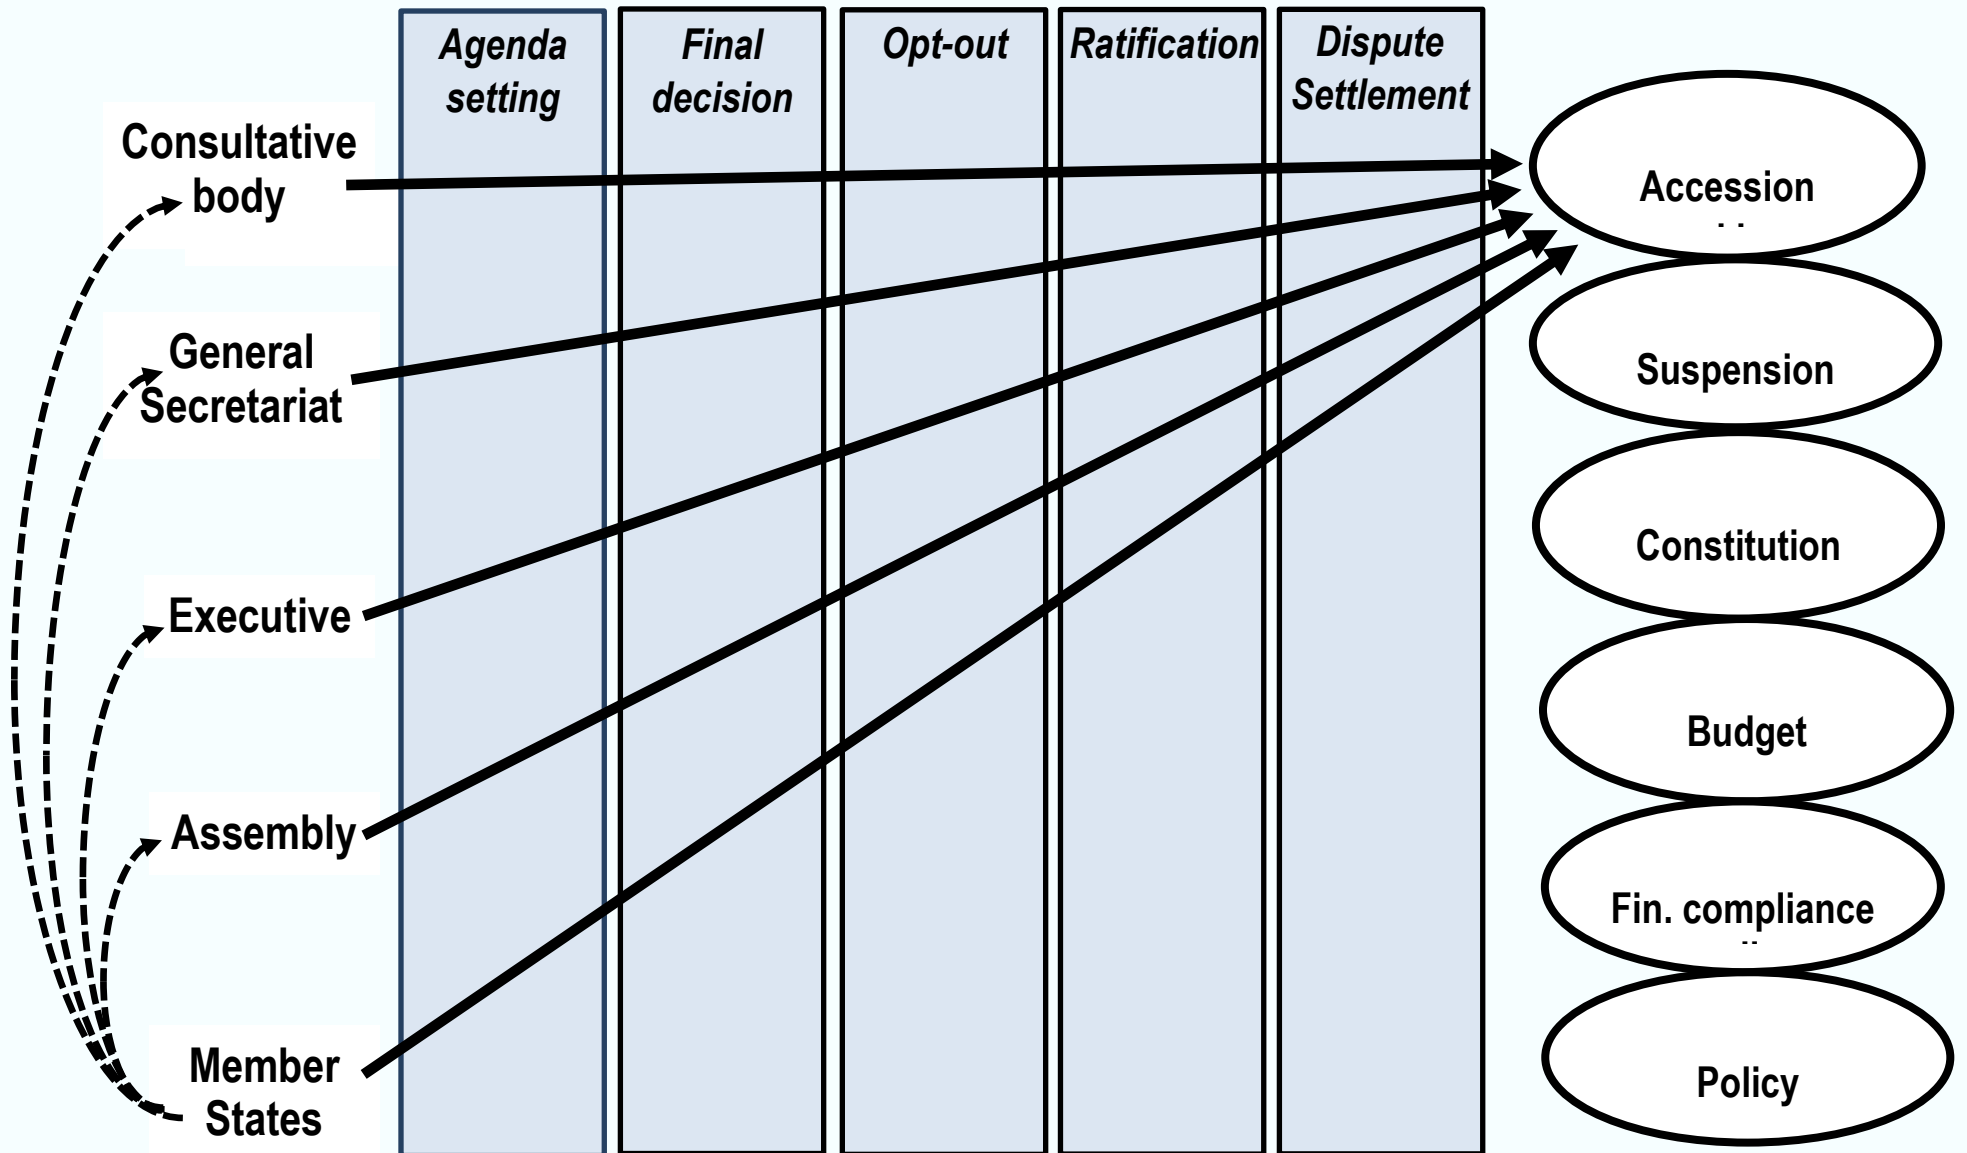 Agenda
setting
Final
decision
Opt-out
Ratification
Dispute
Settlement
Consultative
body
General
Secretariat
Executive
Assembly
Member
States
Accession
Suspension
Constitution
Budget
Fin. compliance
Policy